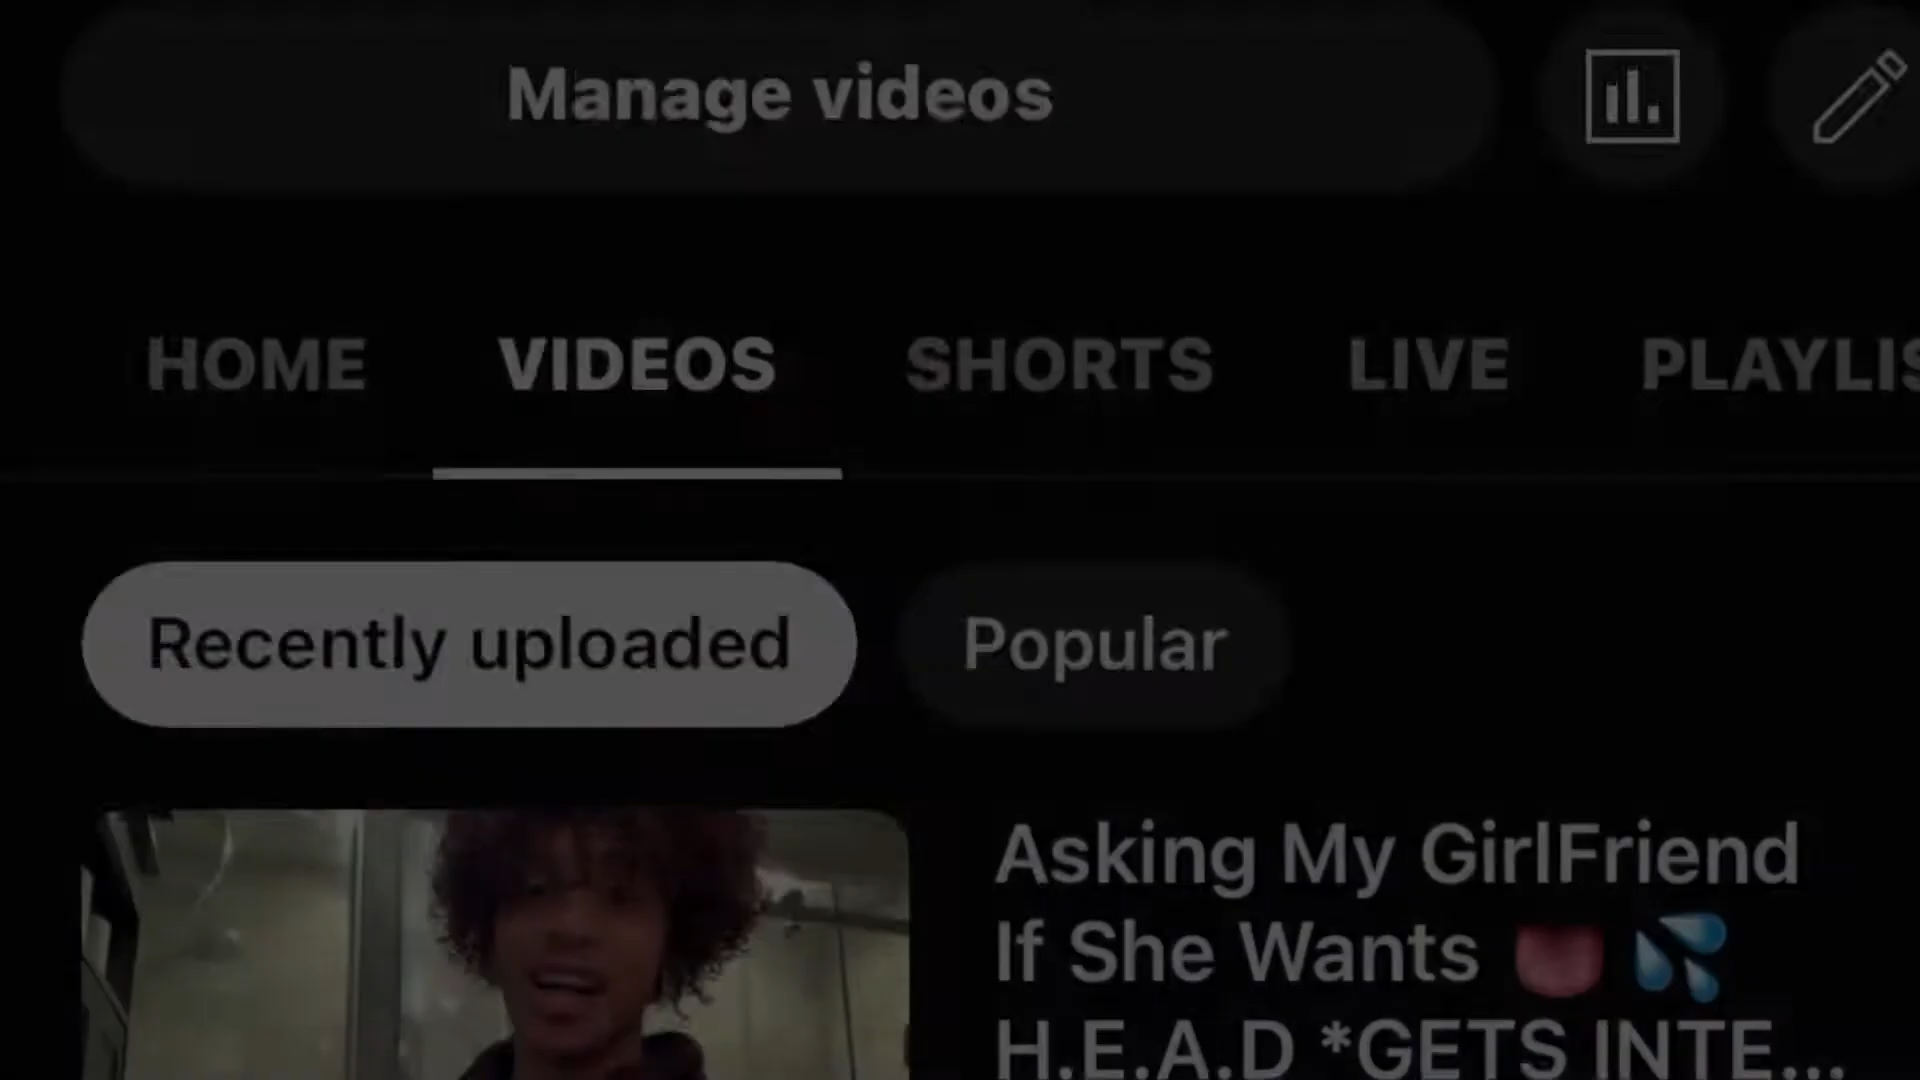 Manage videos
HOME VIDEOS SHORTS LIVE PLAYLIS
Recently uploaded Popular
Asking My GirlFriend
If She Wants 👅 💦
H.E.A.D *GETS INTE...